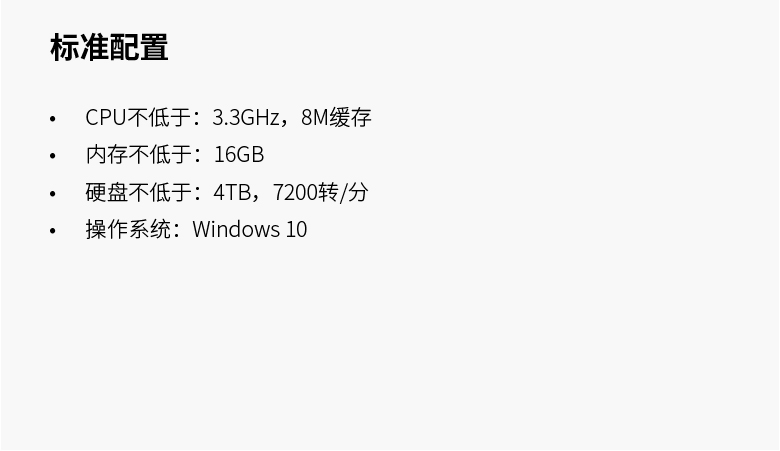 标准配置
• CPU不低于：3.3GHz，8M缓存
• 内存不低于：16GB
• 硬盘不低于：4TB，7200转/分
• 操作系统：Windows 10